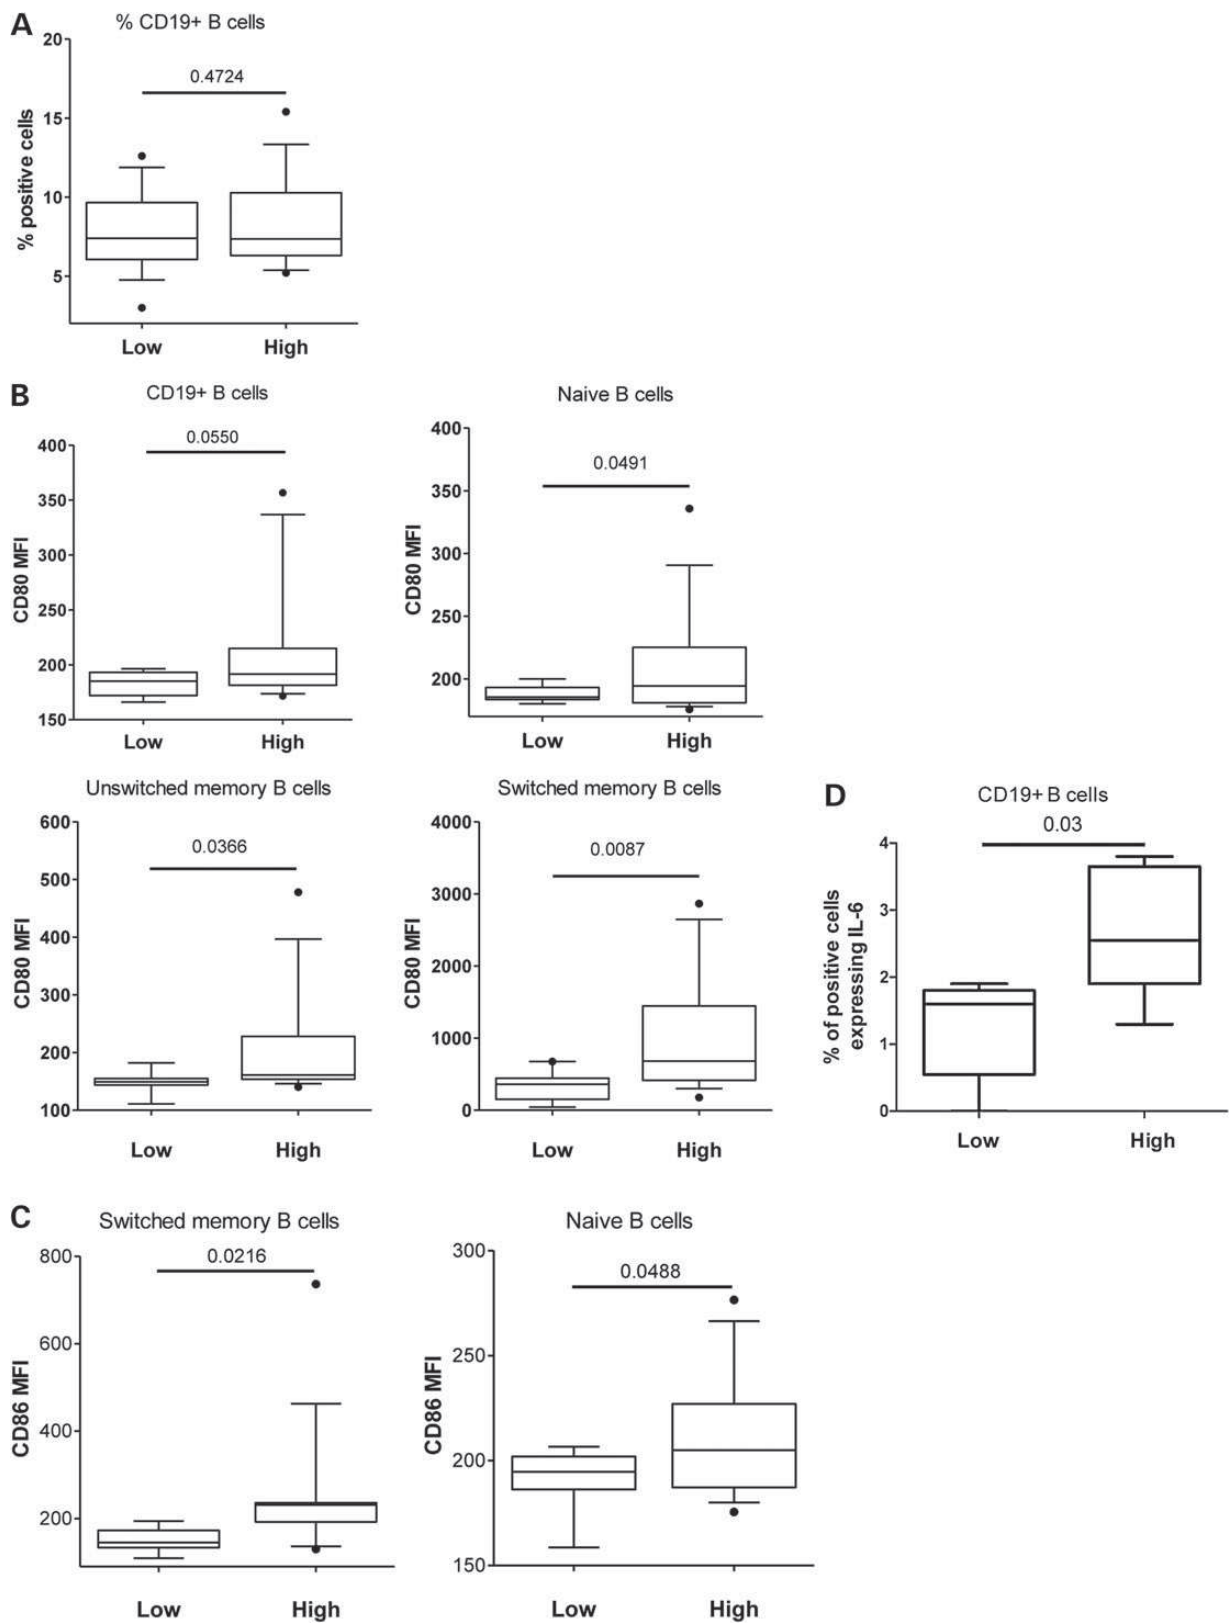 A
% CD19+ B cells
20
15
10
5
% positive cells
0.4724
Low High
B
CD19+ B cells
400
350
300
250
200
150
CD80 MFI
0.0550
Low High
Naive B cells
400
350
300
250
200
CD80 MFI
0.0491
Low High
Unswitched memory B cells
600
500
400
300
200
100
CD80 MFI
0.0366
Low High
Switched memory B cells
4000
3000
2000
1000
0
CD80 MFI
0.0087
Low High
D
CD19+ B cells
0.03
4
3
2
1
0
% of positive cells
expressing IL-6
Low High
C
Switched memory B cells
800
600
400
200
CD86 MFI
0.0216
Low High
Naive B cells
300
250
200
150
CD86 MFI
0.0488
Low High